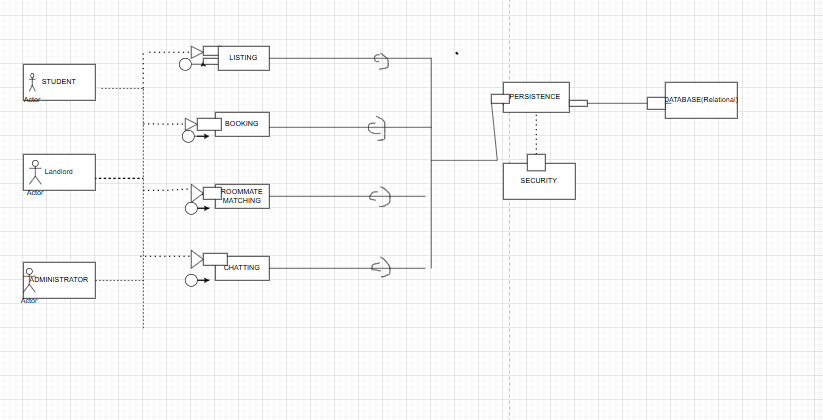 STUDENT
Actor
Landlord
Actor
ADMINISTRATOR
Actor
LISTING
BOOKING
ROOMMATE
MATCHING
CHATTING
PERSISTENCE
SECURITY
DATABASE(Relational)